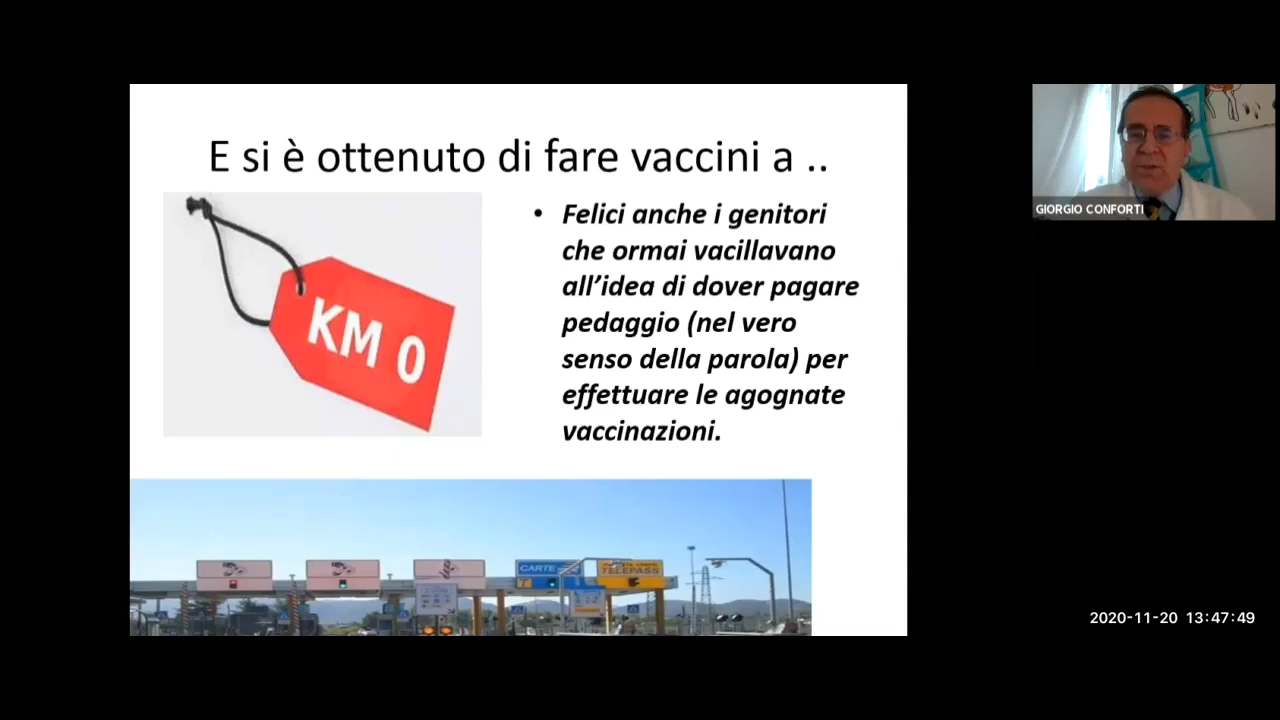 E si è ottenuto di fare vaccini a ..
KM 0
• Felici anche i genitori
che ormai vacillavano
all'idea di dover pagare
pedaggio (nel vero
senso della parola) per
effettuare le agognate
vaccinazioni.
CARTE
TELEPASS
GIORGIO CONFORTI
2020-11-20 13:47:49